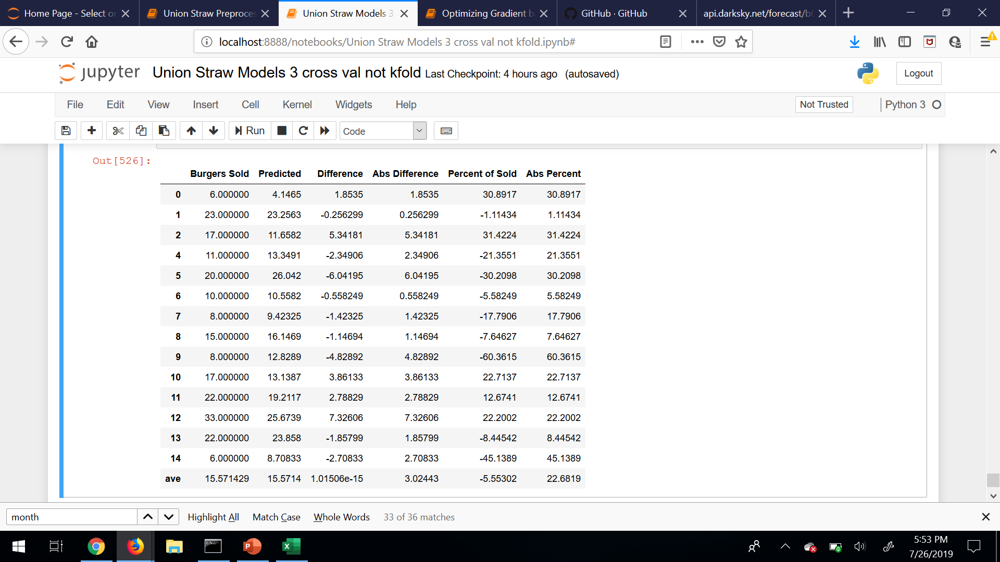 Home Page - Select or
Union Straw Preproces
Union Straw Models 3
Optimizing Gradient b
GitHub · GitHub
api.darksky.net/forecast/b6
localhost:8888/notebooks/Union Straw Models 3 cross val not kfold.ipynb#
jupyter Union Straw Models 3 cross val not kfold Last Checkpoint: 4 hours ago (autosaved)
Logout
File Edit View Insert Cell Kernel Widgets Help
Not Trusted
Python 3
Run
Code
Out[526]:
Burgers Sold Predicted Difference Abs Difference Percent of Sold Abs Percent
0 6.000000 4.1465 1.8535 1.8535 30.8917 30.8917
1 23.000000 23.2563 -0.256299 0.256299 -1.11434 1.11434
2 17.000000 11.6582 5.34181 5.34181 31.4224 31.4224
4 11.000000 13.3491 -2.34906 2.34906 -21.3551 21.3551
5 20.000000 26.042 -6.04195 6.04195 -30.2098 30.2098
6 10.000000 10.5582 -0.558249 0.558249 -5.58249 5.58249
7 8.000000 9.42325 -1.42325 1.42325 -17.7906 17.7906
8 15.000000 16.1469 -1.14694 1.14694 -7.64627 7.64627
9 8.000000 12.8289 -4.82892 4.82892 -60.3615 60.3615
10 17.000000 13.1387 3.86133 3.86133 22.7137 22.7137
11 22.000000 19.2117 2.78829 2.78829 12.6741 12.6741
12 33.000000 25.6739 7.32606 7.32606 22.2002 22.2002
13 22.000000 23.858 -1.85799 1.85799 -8.44542 8.44542
14 6.000000 8.70833 -2.70833 2.70833 -45.1389 45.1389
ave 15.571429 15.5714 1.01506e-15 3.02443 -5.55302 22.6819
month
Highlight All Match Case Whole Words 33 of 36 matches
5:53 PM
7/26/2019